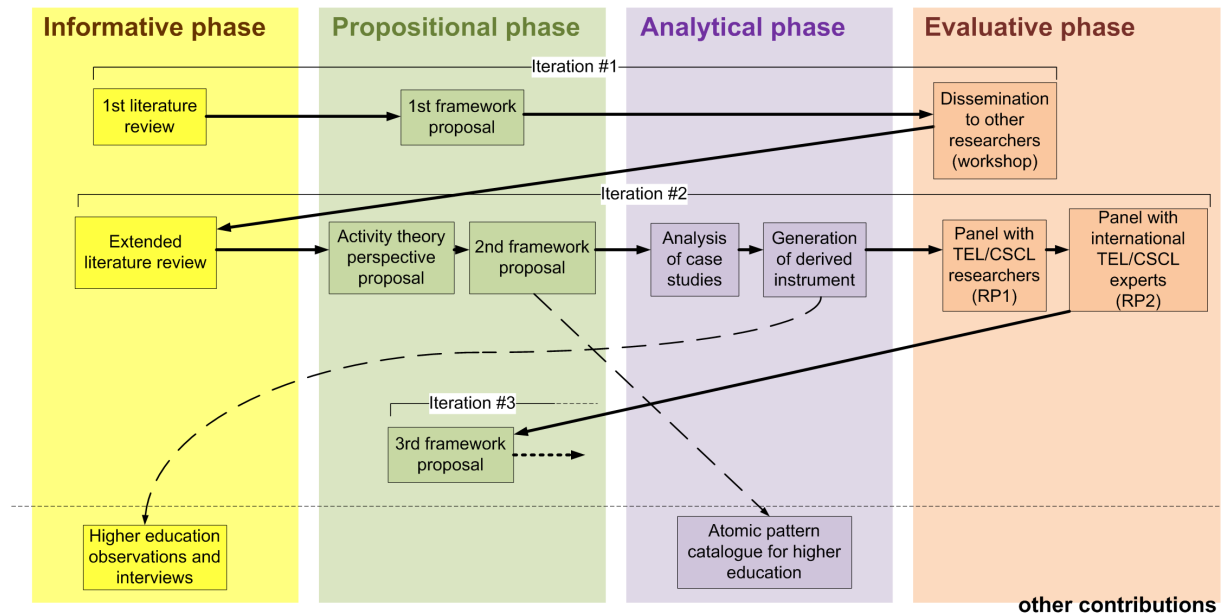 Informative phase
Propositional phase
Analytical phase
Evaluative phase
Iteration #1
1st literature
review
1st framework
proposal
Dissemination
to other
researchers
(workshop)
Iteration #2
Extended
literature review
Activity theory
perspective
proposal
2nd framework
proposal
Analysis
of case
studies
Generation
of derived
instrument
Panel with
TEL/CSCL
researchers
(RP1)
Panel with
international
TEL/CSCL
experts
(RP2)
Iteration #3
3rd framework
proposal
Higher education
observations and
interviews
Atomic pattern
catalogue for higher
education
other contributions